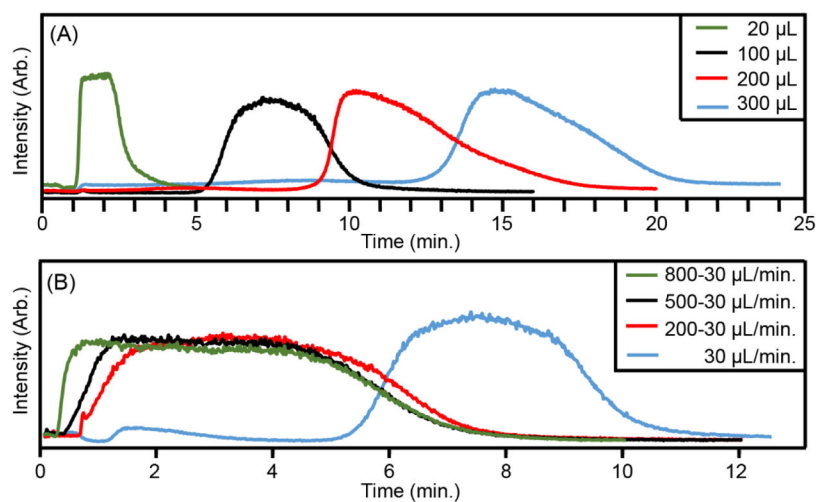 (A)
20 µL
100 µL
200 µL
300 µL
Intensity (Arb.)
0 5 10 15 20 25
Time (min.)
(B)
800-30 µL/min.
500-30 µL/min.
200-30 µL/min.
30 µL/min.
Intensity (Arb.)
0 2 4 6 8 10 12
Time (min.)